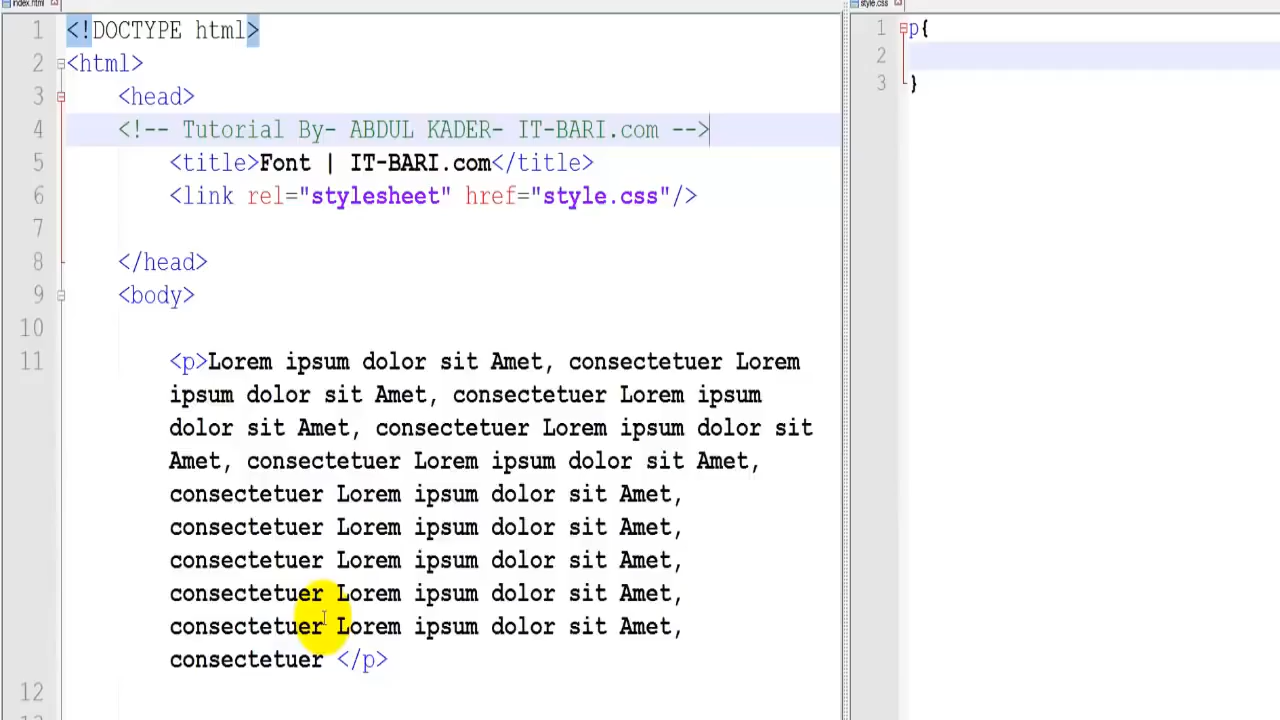 index.html
1 <!DOCTYPE html>
2 <html>
3 <head>
4 <!-- Tutorial By- ABDUL KADER- IT-BARI.com -->
5 <title>Font | IT-BARI.com</title>
6 <link rel="stylesheet" href="style.css"/>
7
8 </head>
9 <body>
10
11 <p>Lorem ipsum dolor sit Amet, consectetuer Lorem
ipsum dolor sit Amet, consectetuer Lorem ipsum
dolor sit Amet, consectetuer Lorem ipsum dolor sit
Amet, consectetuer Lorem ipsum dolor sit Amet,
consectetuer Lorem ipsum dolor sit Amet,
consectetuer Lorem ipsum dolor sit Amet,
consectetuer Lorem ipsum dolor sit Amet,
consectetuer Lorem ipsum dolor sit Amet,
consectetuer Lorem ipsum dolor sit Amet,
consectetuer </p>
12
style.css
1 p{
2
3 }